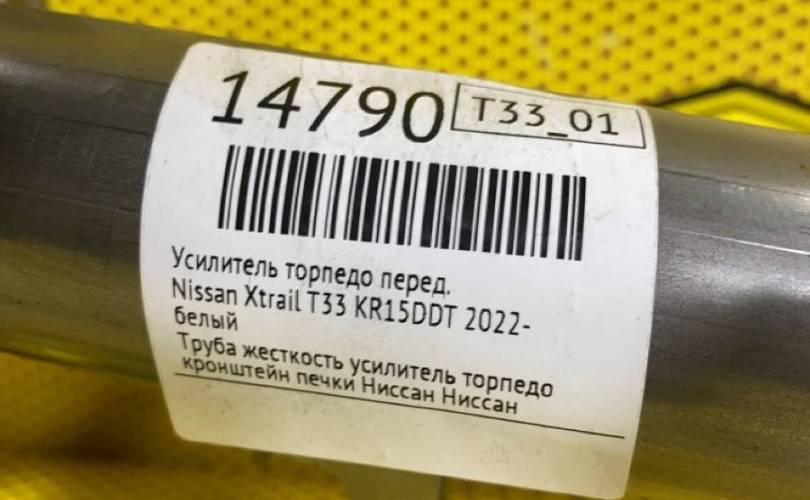 14790
T33_01
Усилитель торпедо перед.
Nissan Xtrail T33 KR15DDT 2022-
белый
Труба жесткость усилитель торпедо
кронштейн печки Ниссан Ниссан